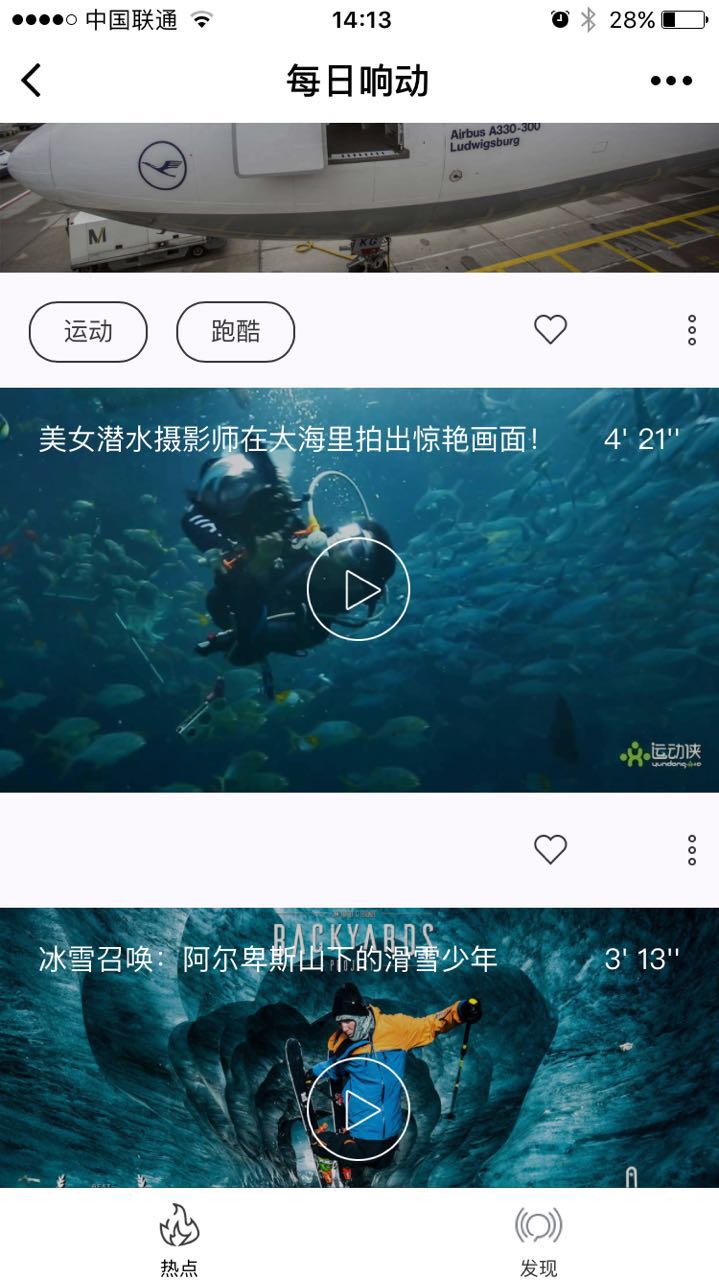 中国联通
14:13
28%
每日响动
Airbus A330-300
Ludwigsburg
M
KG
运动
跑酷
美女潜水摄影师在大海里拍出惊艳画面！
4' 21''
运动侠
冰雪召唤：阿尔卑斯山下的滑雪少年
3' 13''
BACKYARDS
热点
发现